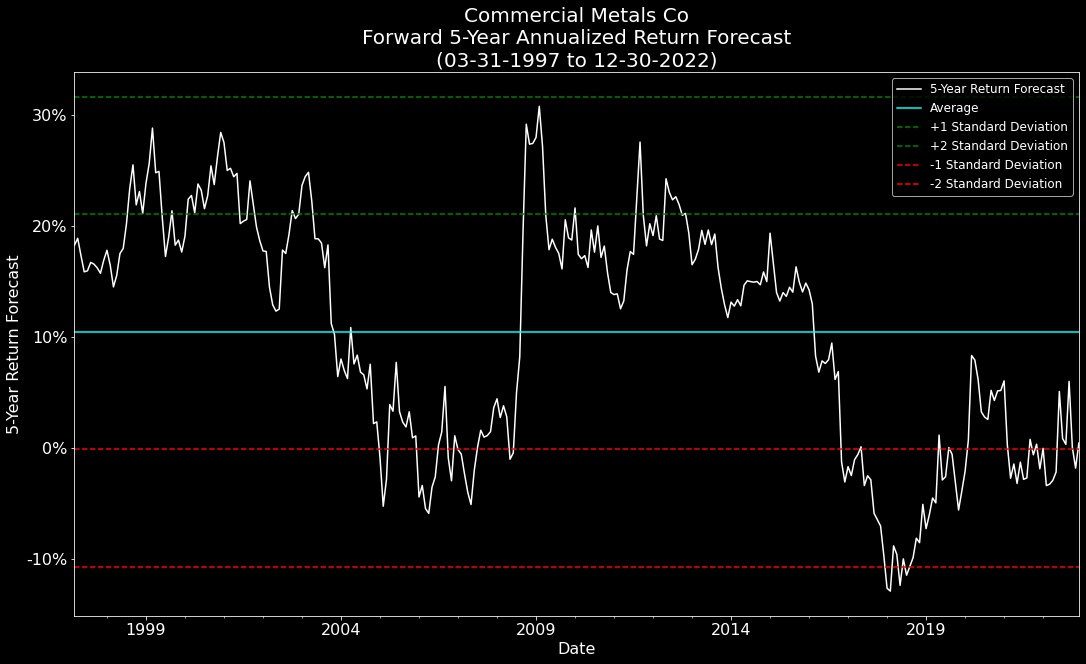 Commercial Metals Co
Forward 5-Year Annualized Return Forecast
(03-31-1997 to 12-30-2022)
5-Year Return Forecast
Average
+1 Standard Deviation
+2 Standard Deviation
-1 Standard Deviation
-2 Standard Deviation
5-Year Return Forecast
30%
20%
10%
0%
-10%
1999
2004
2009
2014
2019
Date